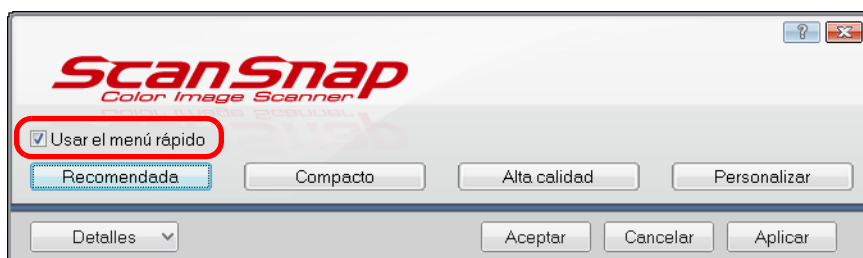 ScanSnap
Color Image Scanner
Usar el menú rápido
Recomendada Compacto Alta calidad Personalizar
Detalles Aceptar Cancelar Aplicar